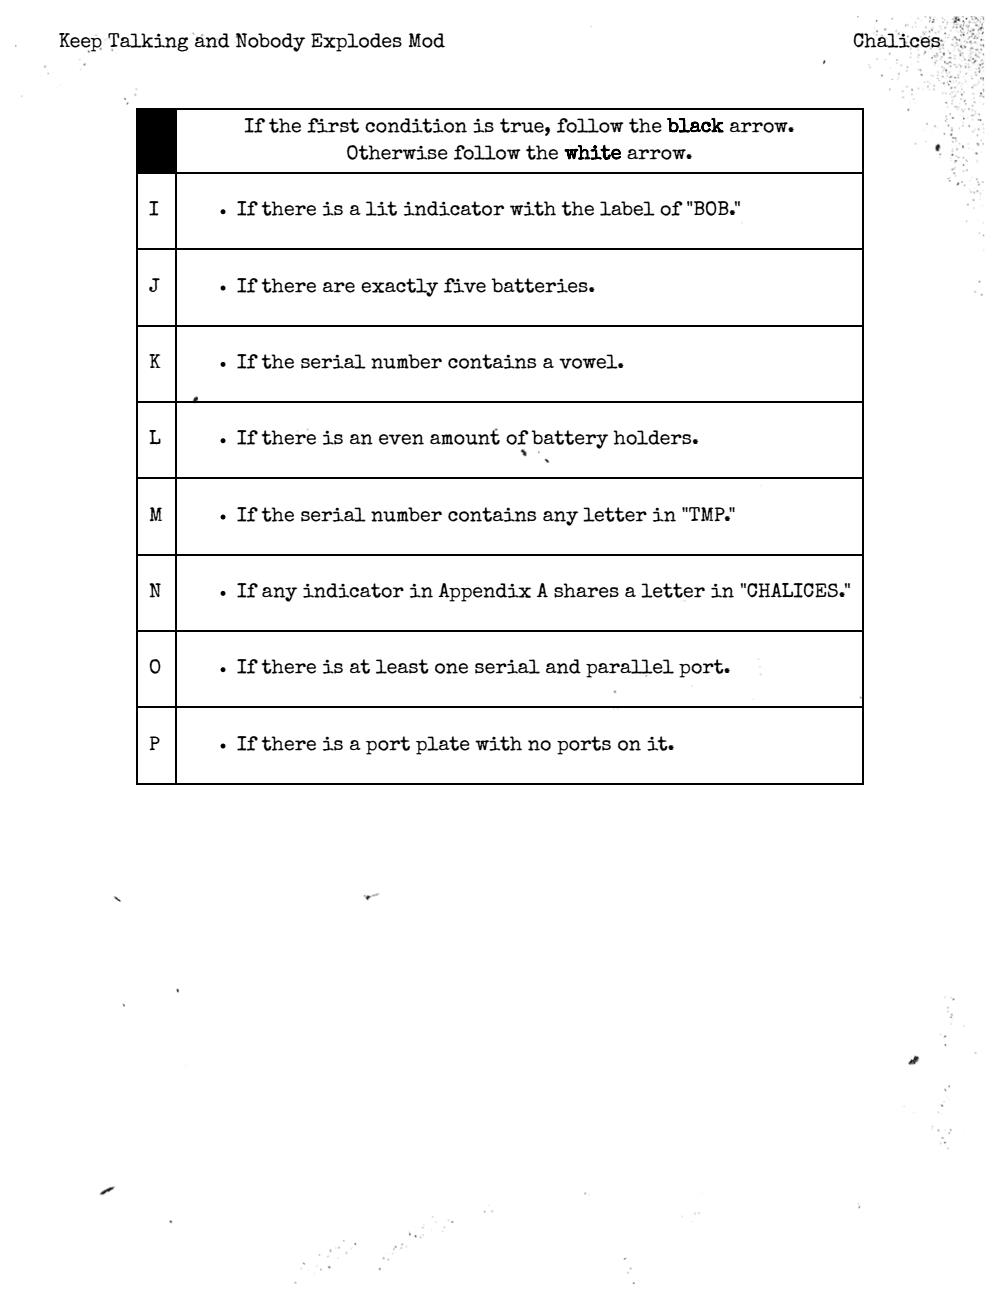 Keep Talking and Nobody Explodes Mod
Chalices
If the first condition is true, follow the black arrow.
Otherwise follow the white arrow.
I
• If there is a lit indicator with the label of "BOB."
J
• If there are exactly five batteries.
K
• If the serial number contains a vowel.
L
• If there is an even amount of battery holders.
M
• If the serial number contains any letter in "TMP."
N
• If any indicator in Appendix A shares a letter in "CHALICES."
O
• If there is at least one serial and parallel port.
P
• If there is a port plate with no ports on it.